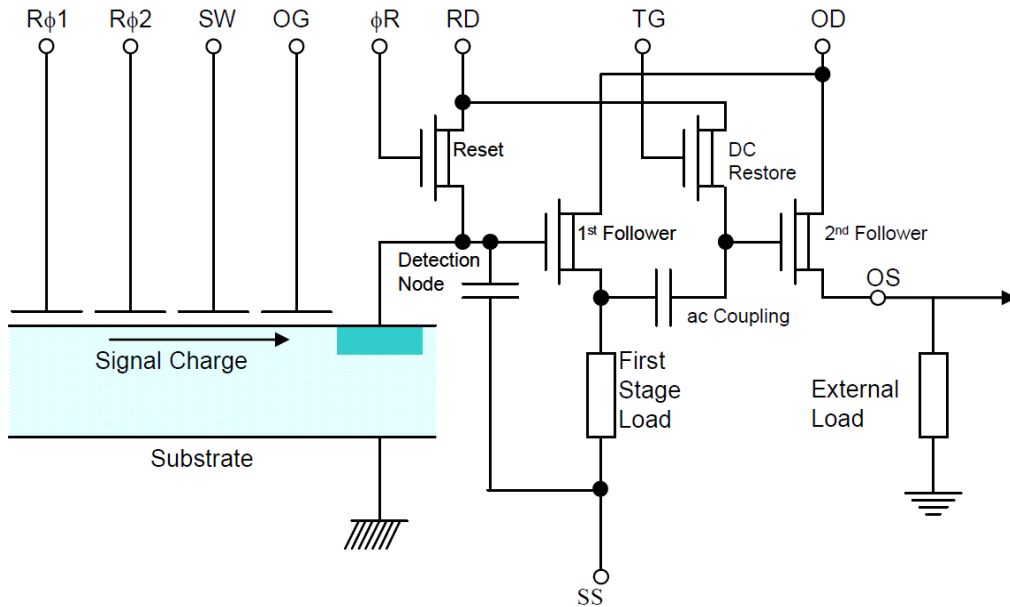 Rϕ1 Rϕ2 SW OG ϕR RD TG OD
Reset
DC
Restore
1st Follower
2nd Follower
Detection
Node
OS
ac Coupling
Signal Charge
First
Stage
Load
External
Load
Substrate
SS